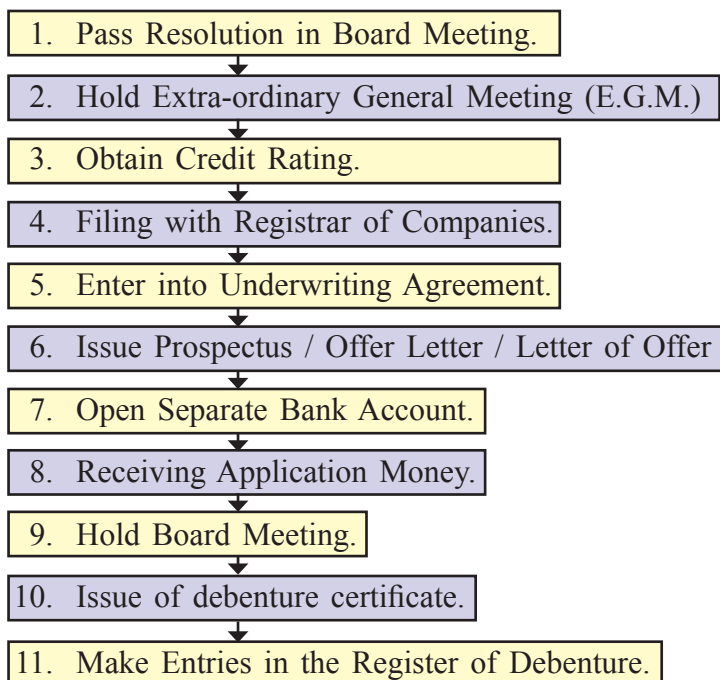 1. Pass Resolution in Board Meeting.
2. Hold Extra-ordinary General Meeting (E.G.M.)
3. Obtain Credit Rating.
4. Filing with Registrar of Companies.
5. Enter into Underwriting Agreement.
6. Issue Prospectus / Offer Letter / Letter of Offer
7. Open Separate Bank Account.
8. Receiving Application Money.
9. Hold Board Meeting.
10. Issue of debenture certificate.
11. Make Entries in the Register of Debenture.